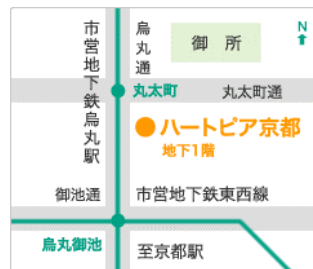 市営地下鉄烏丸駅
烏丸通
御所
N
丸太町
丸太町通
ハートピア京都
地下1階
御池通
市営地下鉄東西線
烏丸御池
至京都駅